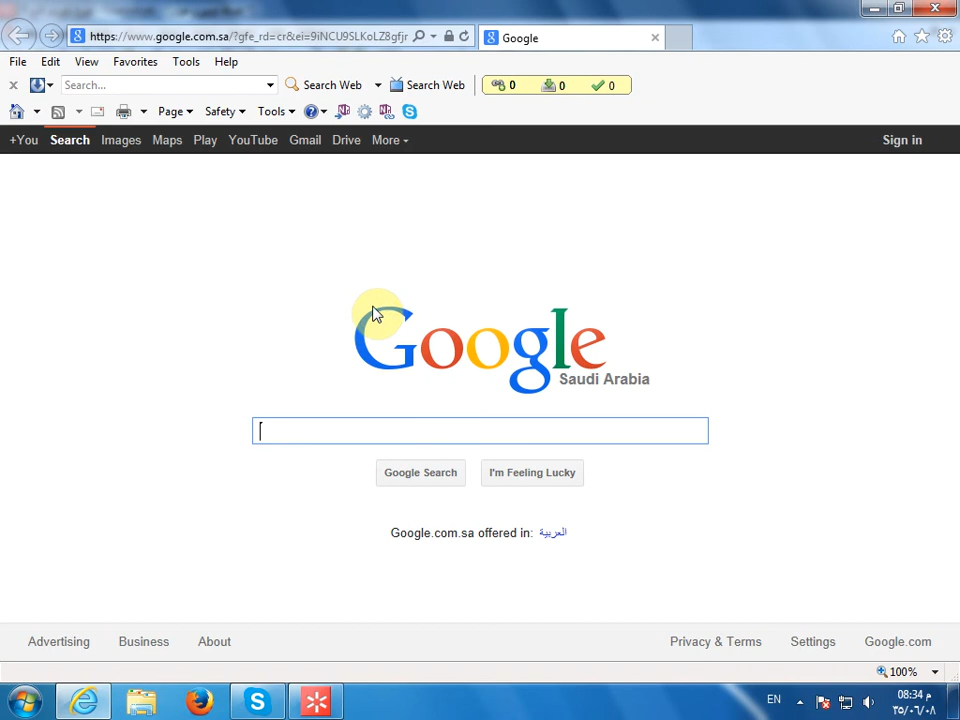 https://www.google.com.sa/?gfe_rd=cr&ei=9iNCU9SLKoLZ8gfjr
Google
File Edit View Favorites Tools Help
Search... Search Web Search Web 0 0 0
Page Safety Tools
+You Search Images Maps Play YouTube Gmail Drive More Sign in
Google
Saudi Arabia
Google Search I'm Feeling Lucky
Google.com.sa offered in: العربية
Advertising Business About Privacy & Terms Settings Google.com
100%
EN 08:34 م
٣٥/٠٦/٠٨